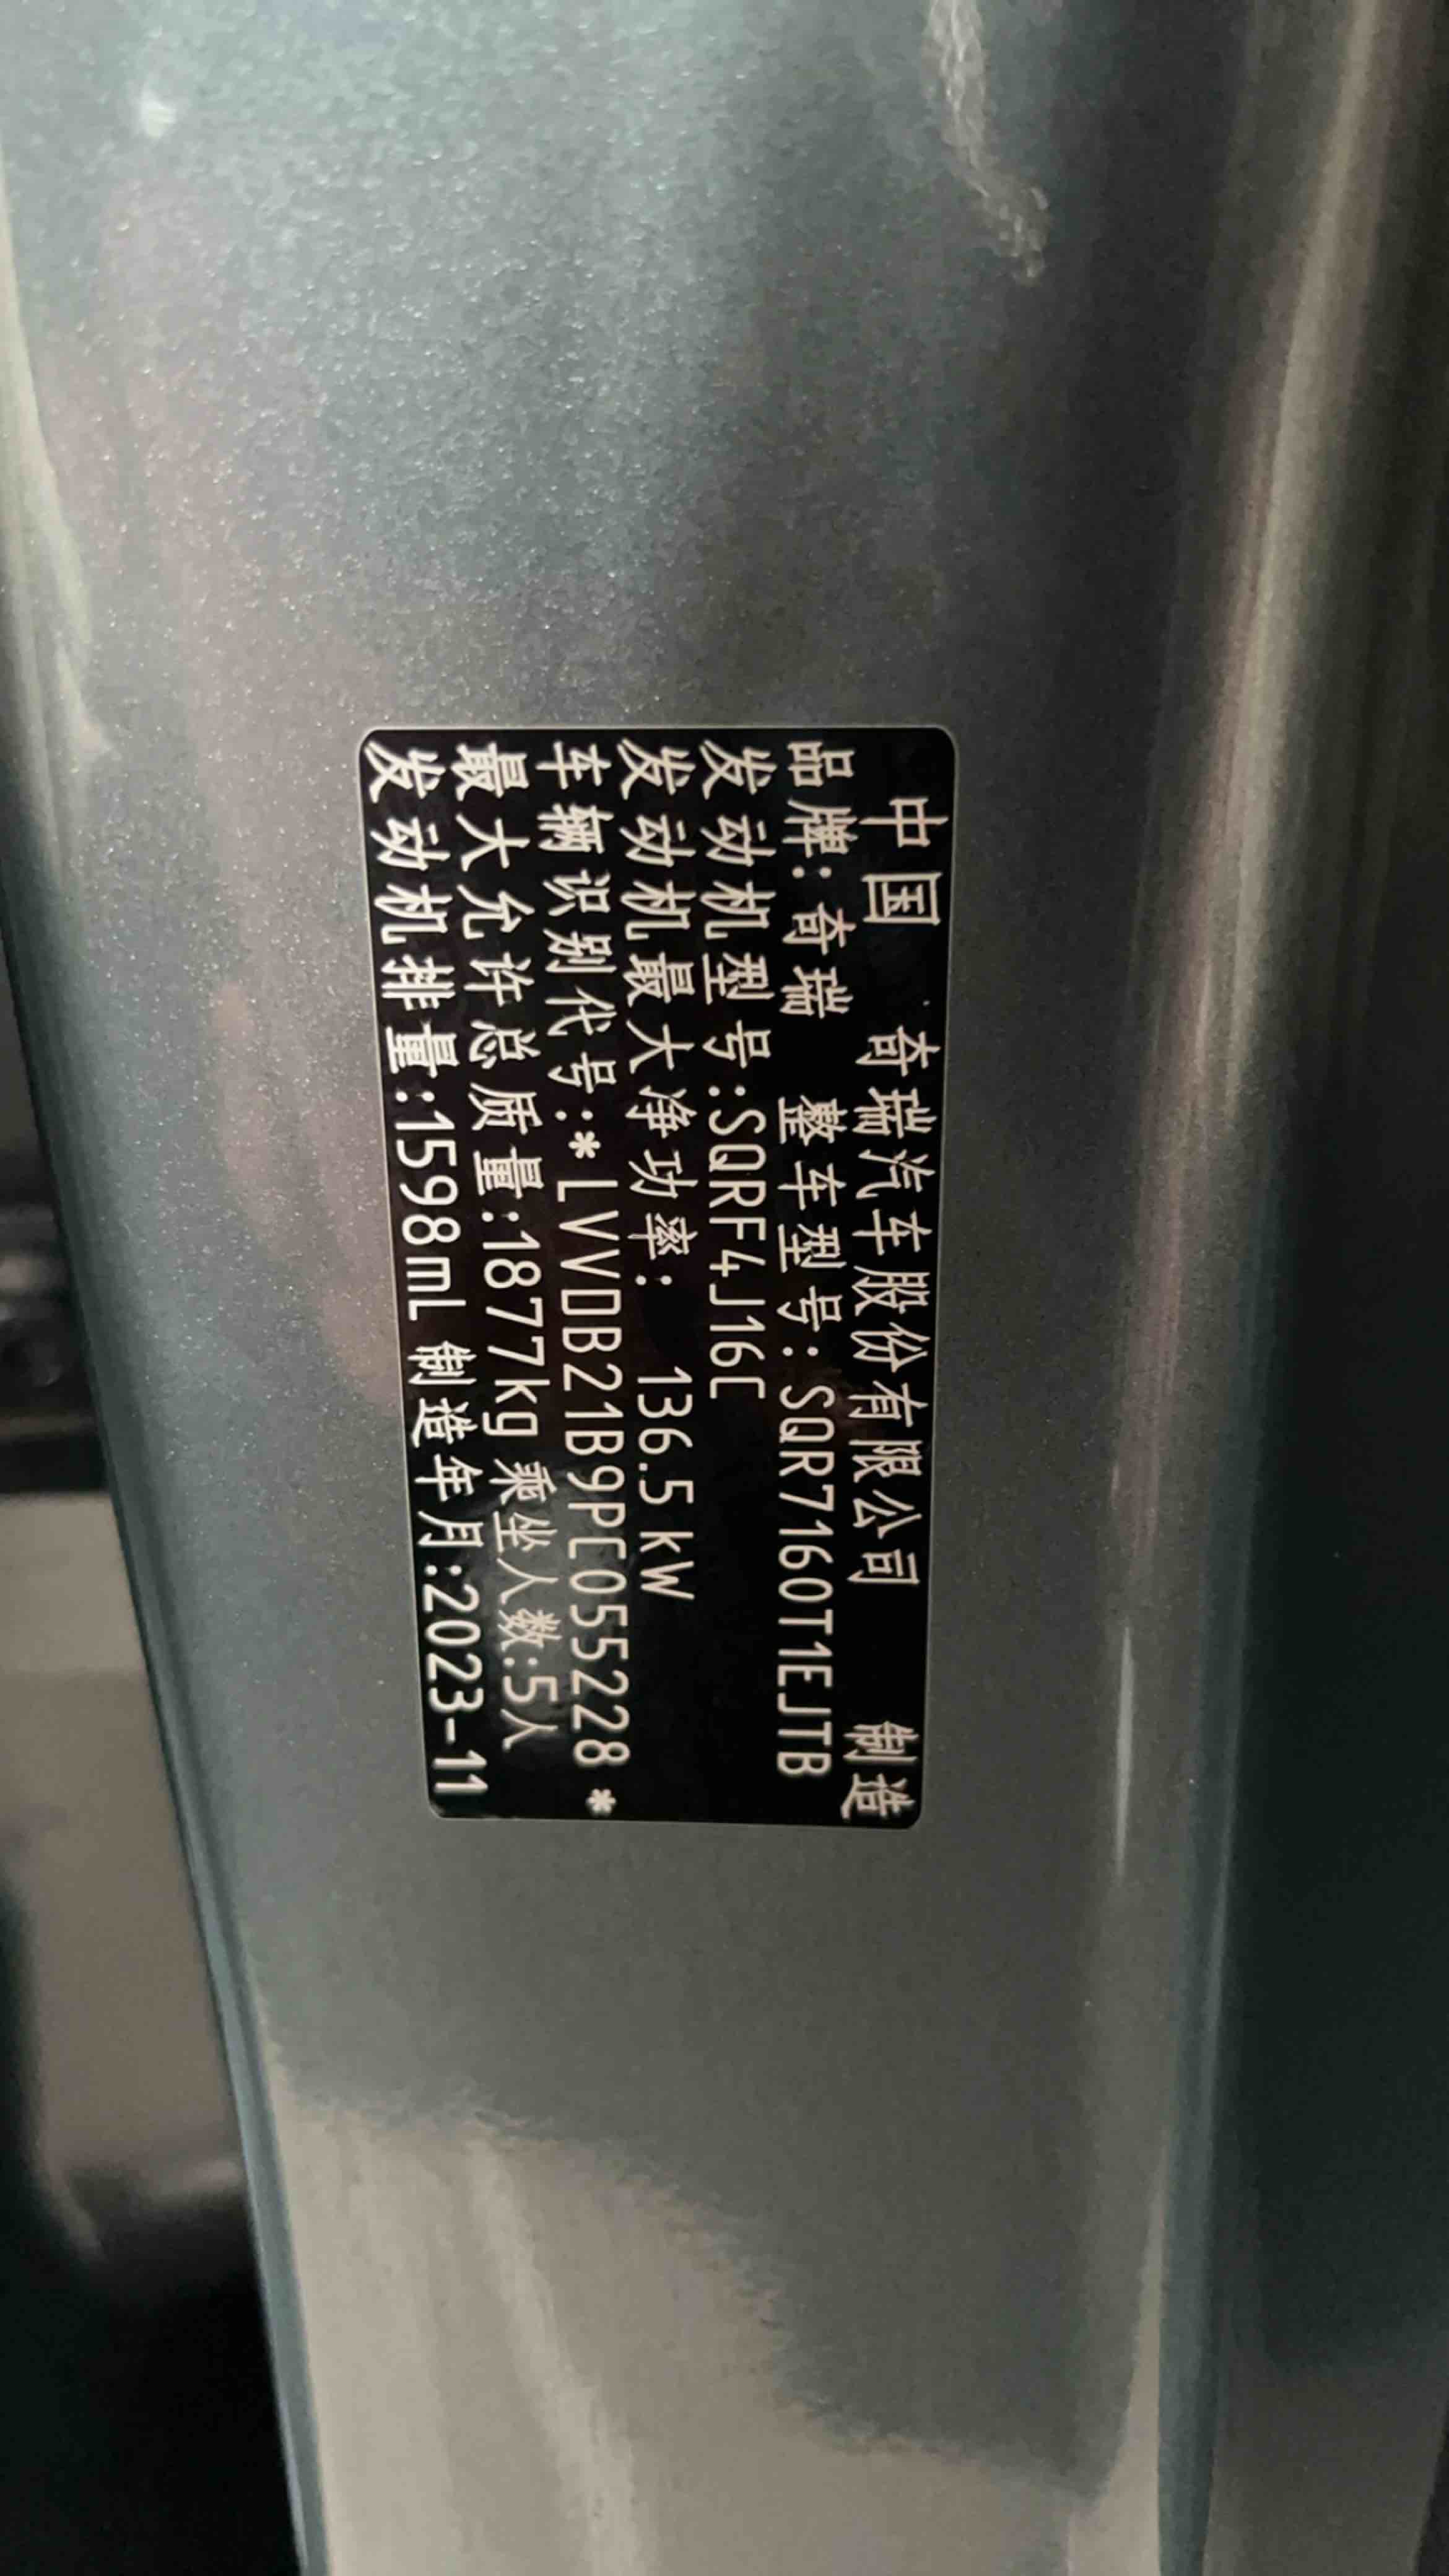 中国 奇瑞汽车股份有限公司 制造
品牌:奇瑞 整车型号:SQR7160T1EJTB
发动机型号:SQRF4J16C
发动机最大净功率: 136.5kW
车辆识别代号:*LVVDB21B9PC055228*
最大允许总质量:1877kg 乘坐人数:5人
发动机排量:1598mL 制造年月:2023-11